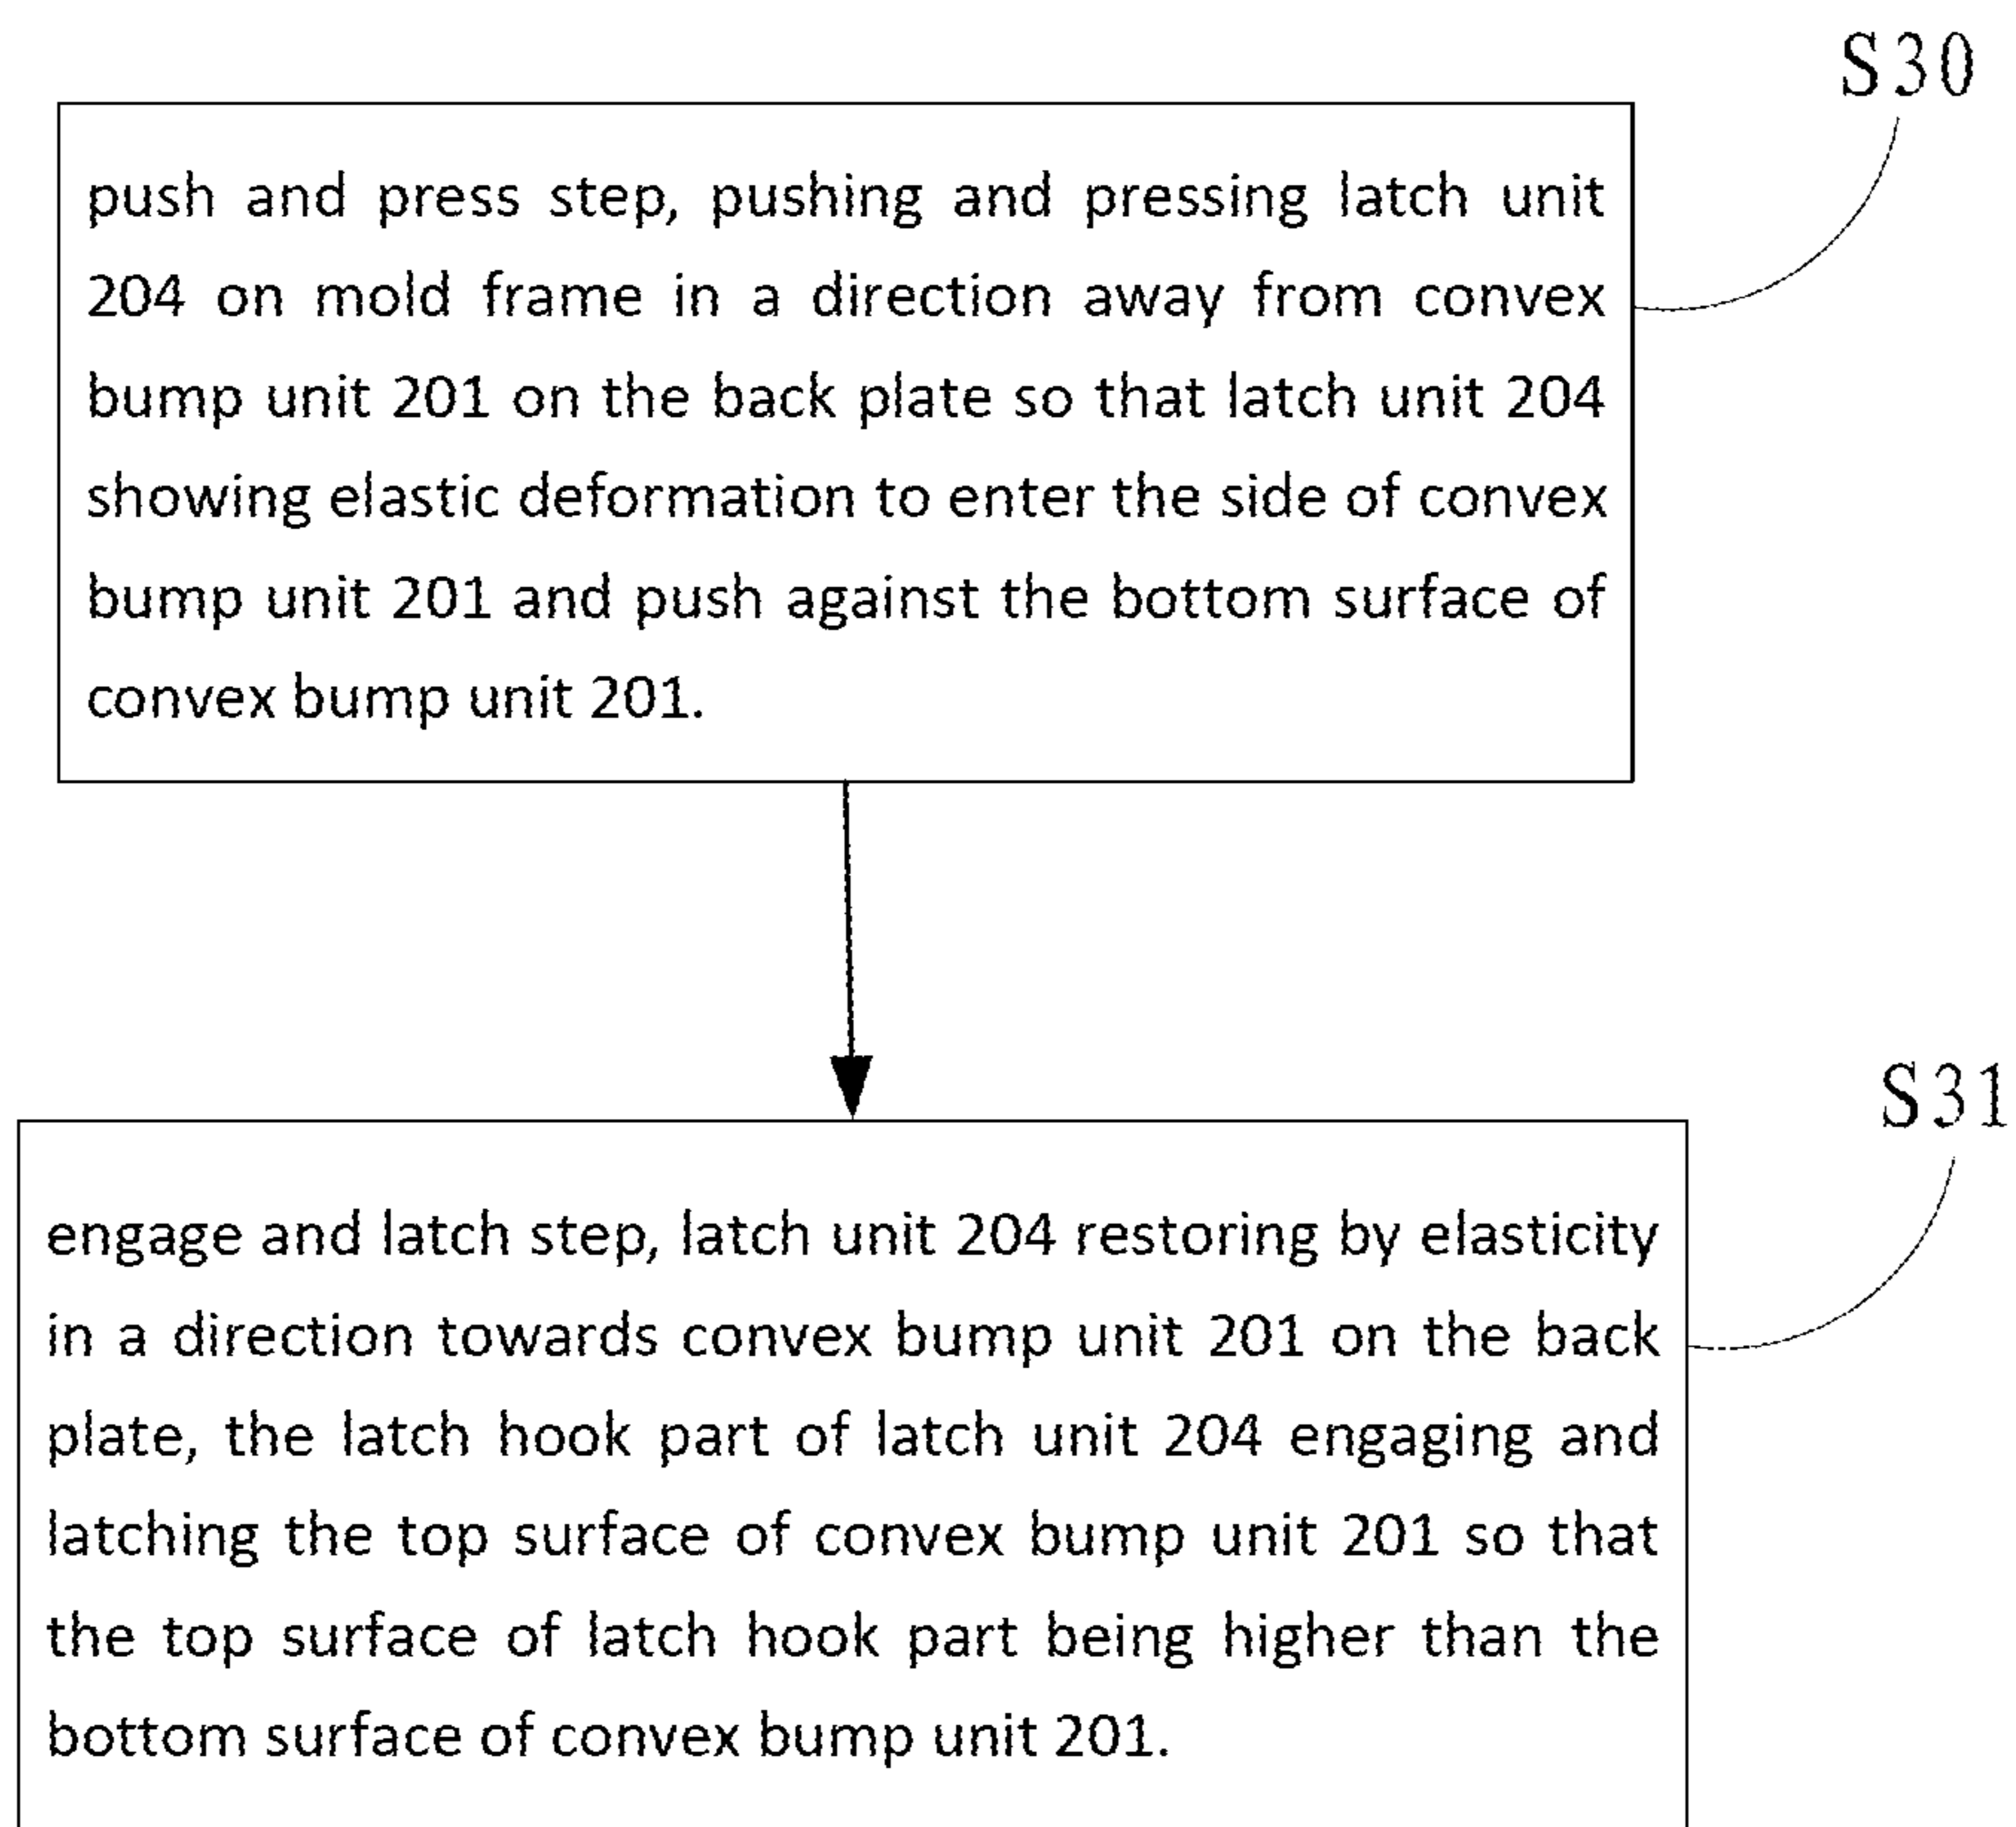 S30
push and press step, pushing and pressing latch unit
204 on mold frame in a direction away from convex
bump unit 201 on the back plate so that latch unit 204
showing elastic deformation to enter the side of convex
bump unit 201 and push against the bottom surface of
convex bump unit 201.
S31
engage and latch step, latch unit 204 restoring by elasticity
in a direction towards convex bump unit 201 on the back
plate, the latch hook part of latch unit 204 engaging and
latching the top surface of convex bump unit 201 so that
the top surface of latch hook part being higher than the
bottom surface of convex bump unit 201.